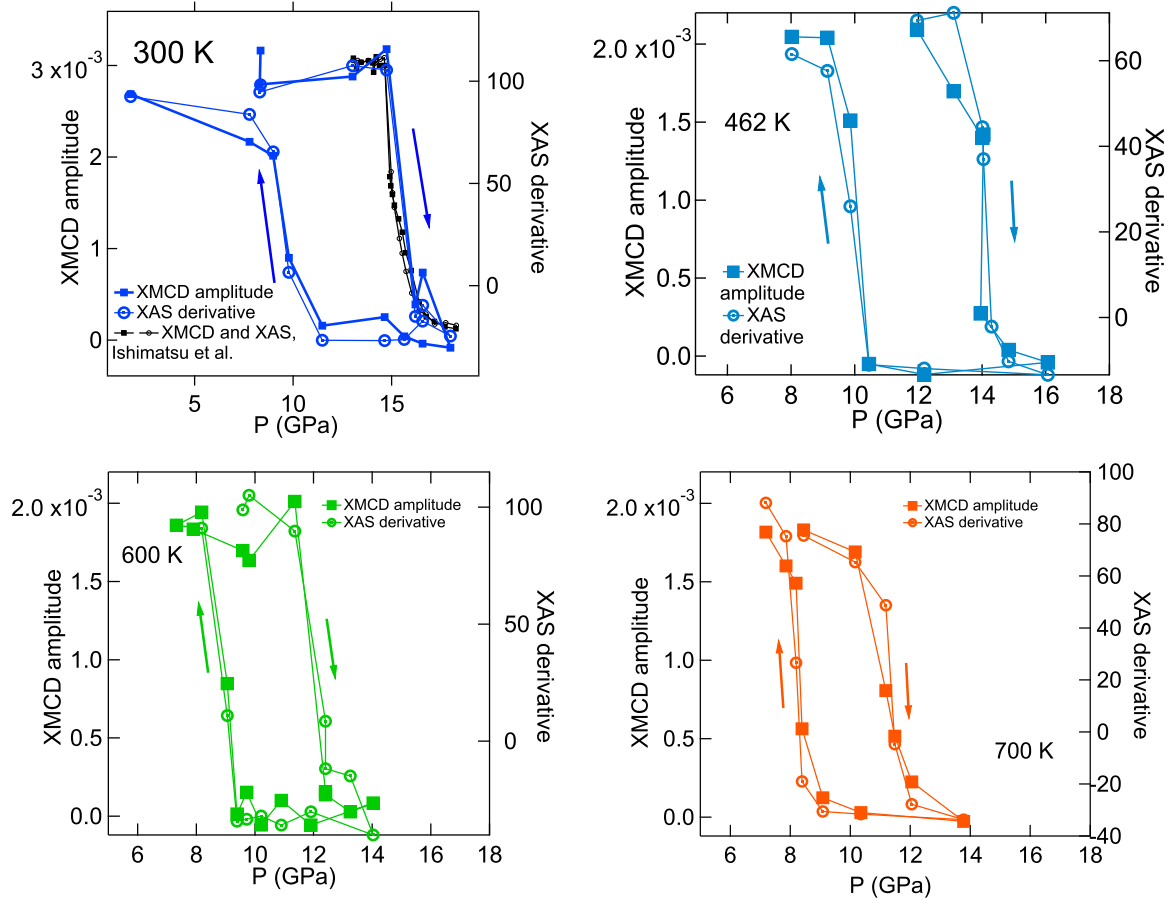 300 K
3 x10-3
2
1
0
XMCD amplitude
100
50
0
XAS derivative
XMCD amplitude
XAS derivative
XMCD and XAS,
Ishimatsu et al.
5
10
15
P (GPa)
2.0 x10-3
1.5
1.0
0.5
0.0
XMCD amplitude
462 K
60
40
20
0
XAS derivative
XMCD
amplitude
XAS
derivative
6
8
10
12
14
16
18
P (GPa)
2.0 x10-3
1.5
1.0
0.5
0.0
XMCD amplitude
XMCD amplitude
XAS derivative
600 K
100
50
0
XAS derivative
6
8
10
12
14
16
18
P (GPa)
2.0 x10-3
1.5
1.0
0.5
0.0
XMCD amplitude
XMCD amplitude
XAS derivative
700 K
100
80
60
40
20
0
-20
-40
XAS derivative
6
8
10
12
14
16
18
P (GPa)